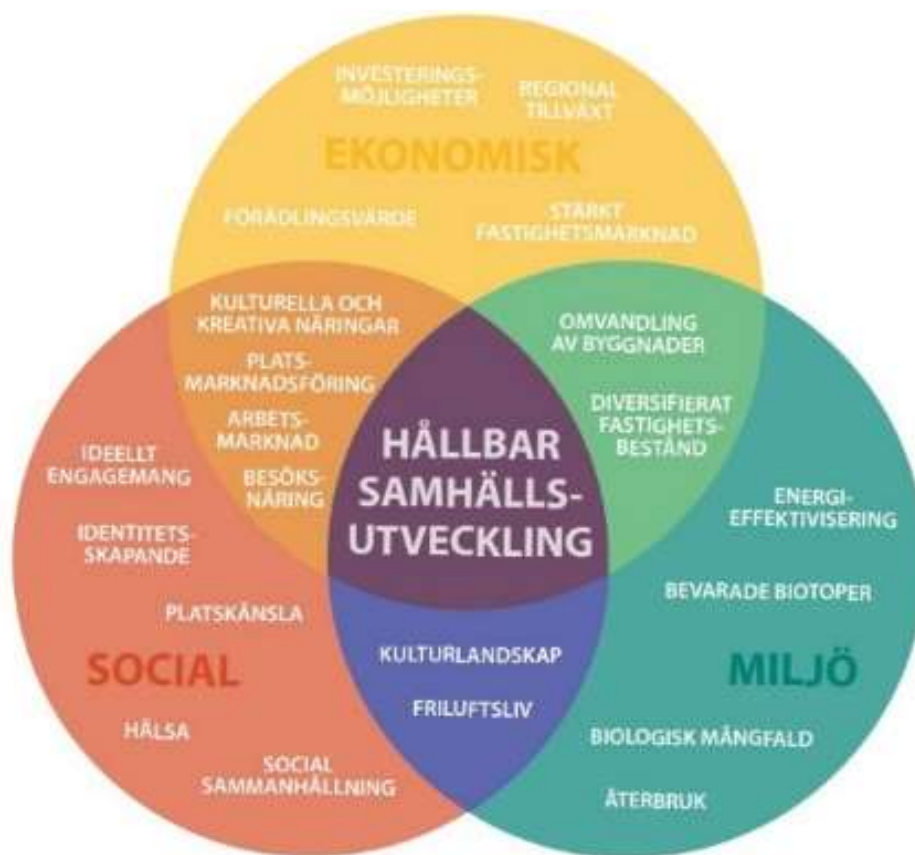 INVESTERINGS-
MÖJLIGHETER
REGIONAL
TILLVÄXT
EKONOMISK
FÖRÄDLINGSVÄRDE
STÄRKT
FASTIGHETSMARKNAD
KULTURELLA OCH
KREATIVA NÄRINGAR
PLATS-
MARKNADSFÖRING
ARBETS-
MARKNAD
BESÖKS-
NÄRING
OMVANDLING
AV BYGGNADER
DIVERSIFIERAT
FASTIGHETS-
BESTÅND
HÅLLBAR
SAMHÄLLS-
UTVECKLING
IDEELLT
ENGAGEMANG
IDENTITETS-
SKAPANDE
PLATSKÄNSLA
SOCIAL
HÄLSA
SOCIAL
SAMMANHÅLLNING
KULTURLANDSKAP
FRILUFTSLIV
ENERGI-
EFFEKTIVISERING
BEVARADE BIOTOPER
MILJÖ
BIOLOGISK MÅNGFALD
ÅTERBRUK